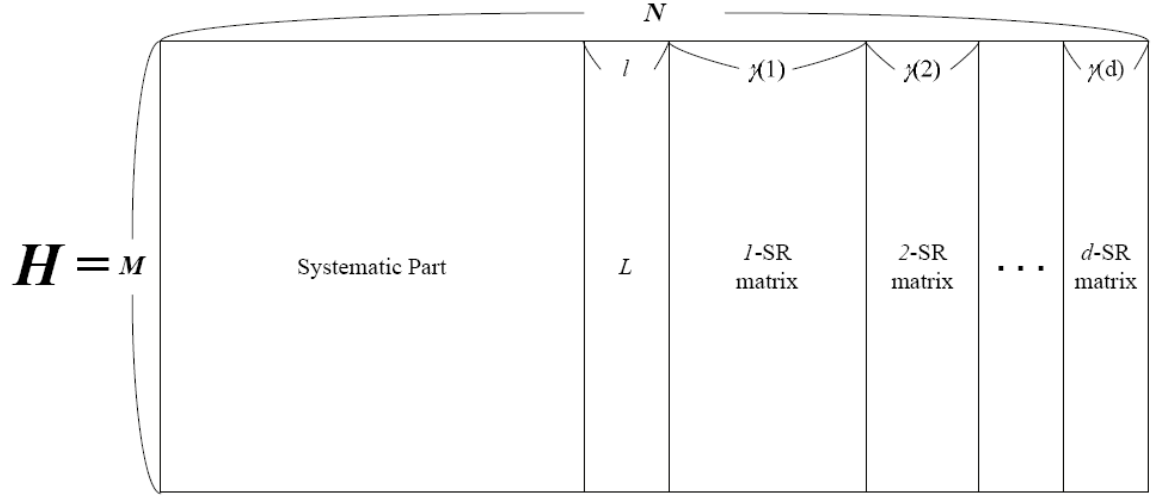 N
l γ(1) γ(2) γ(d)
H = M Systematic Part L 1-SR matrix 2-SR matrix · · · d-SR matrix